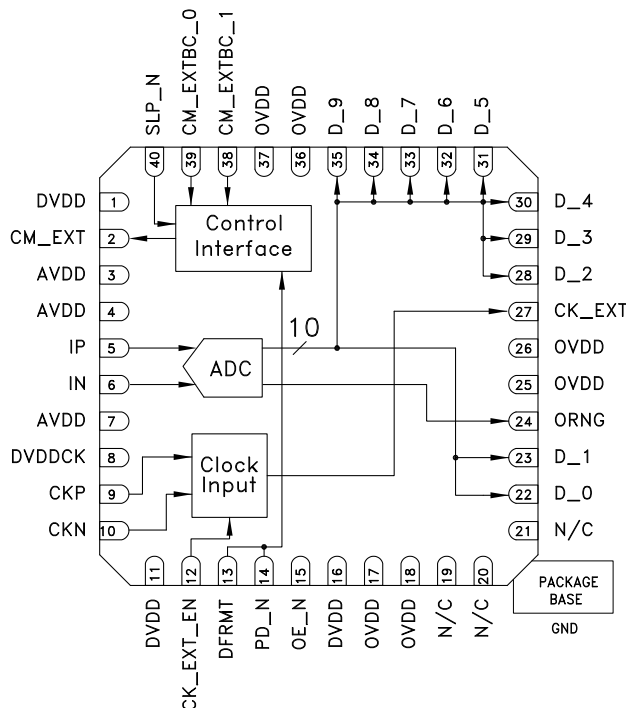 SLP_N
CM_EXTBC_0
CM_EXTBC_1
OVDD
OVDD
D_9
D_8
D_7
D_6
D_5
40
39
38
37
36
35
34
33
32
31
DVDD 1
CM_EXT 2
AVDD 3
AVDD 4
IP 5
IN 6
AVDD 7
DVDDCK 8
CKP 9
CKN 10
Control
Interface
10
ADC
Clock
Input
30 D_4
29 D_3
28 D_2
27 CK_EXT
26 OVDD
25 OVDD
24 ORNG
23 D_1
22 D_0
21 N/C
11
12
13
14
15
16
17
18
19
20
DVDD
CK_EXT_EN
DFRMT
PD_N
OE_N
DVDD
OVDD
OVDD
N/C
N/C
PACKAGE
BASE
GND